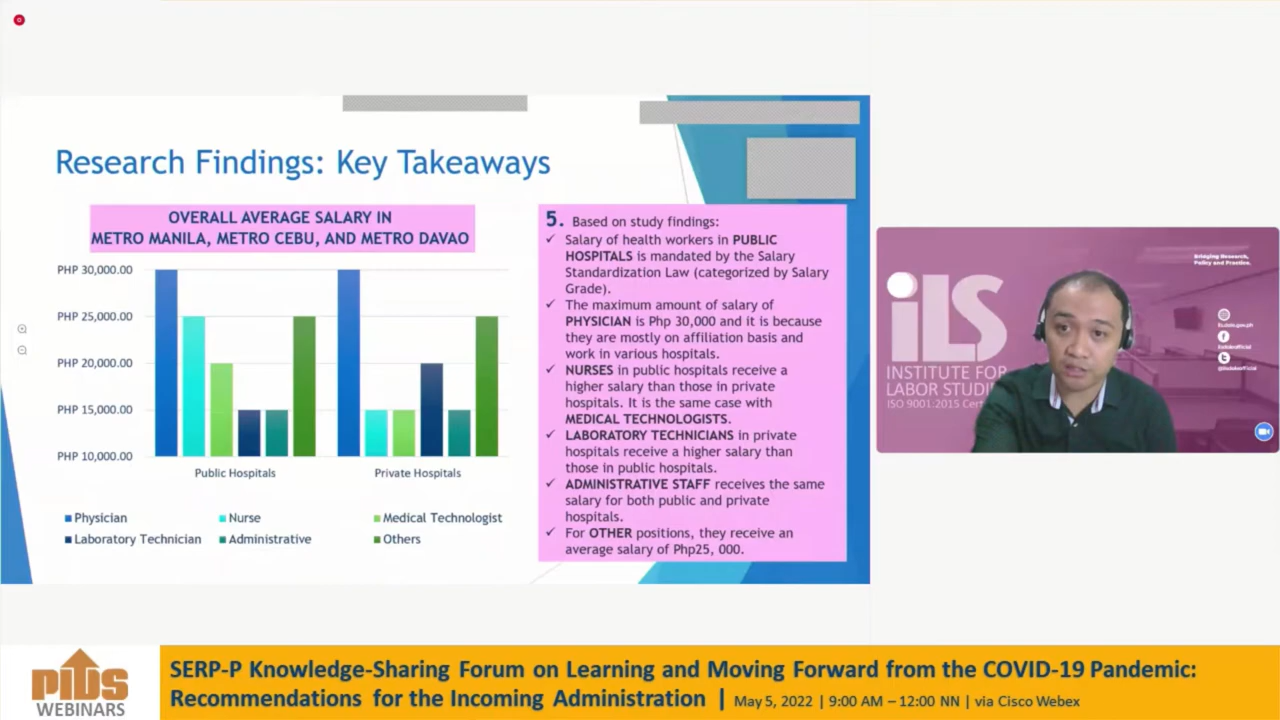 Research Findings: Key Takeaways
OVERALL AVERAGE SALARY IN
METRO MANILA, METRO CEBU, AND METRO DAVAO
PHP 30,000.00
PHP 25,000.00
PHP 20,000.00
PHP 15,000.00
PHP 10,000.00
Public Hospitals
Private Hospitals
Physician
Nurse
Medical Technologist
Laboratory Technician
Administrative
Others
5. Based on study findings:
✓ Salary of health workers in PUBLIC
HOSPITALS is mandated by the Salary
Standardization Law (categorized by Salary
Grade).
✓ The maximum amount of salary of
PHYSICIAN is Php 30,000 and it is because
they are mostly on affiliation basis and
work in various hospitals.
✓ NURSES in public hospitals receive a
higher salary than those in private
hospitals. It is the same case with
MEDICAL TECHNOLOGISTS.
✓ LABORATORY TECHNICIANS in private
hospitals receive a higher salary than
those in public hospitals.
✓ ADMINISTRATIVE STAFF receives the same
salary for both public and private
hospitals.
✓ For OTHER positions, they receive an
average salary of Php25, 000.
Bridging Research,
Policy and Practice.
iLS
INSTITUTE FOR
LABOR STUDI
ISO 9001:2015 Cert
PIDS
WEBINARS
SERP-P Knowledge-Sharing Forum on Learning and Moving Forward from the COVID-19 Pandemic:
Recommendations for the Incoming Administration | May 5, 2022 | 9:00 AM – 12:00 NN | via Cisco Webex